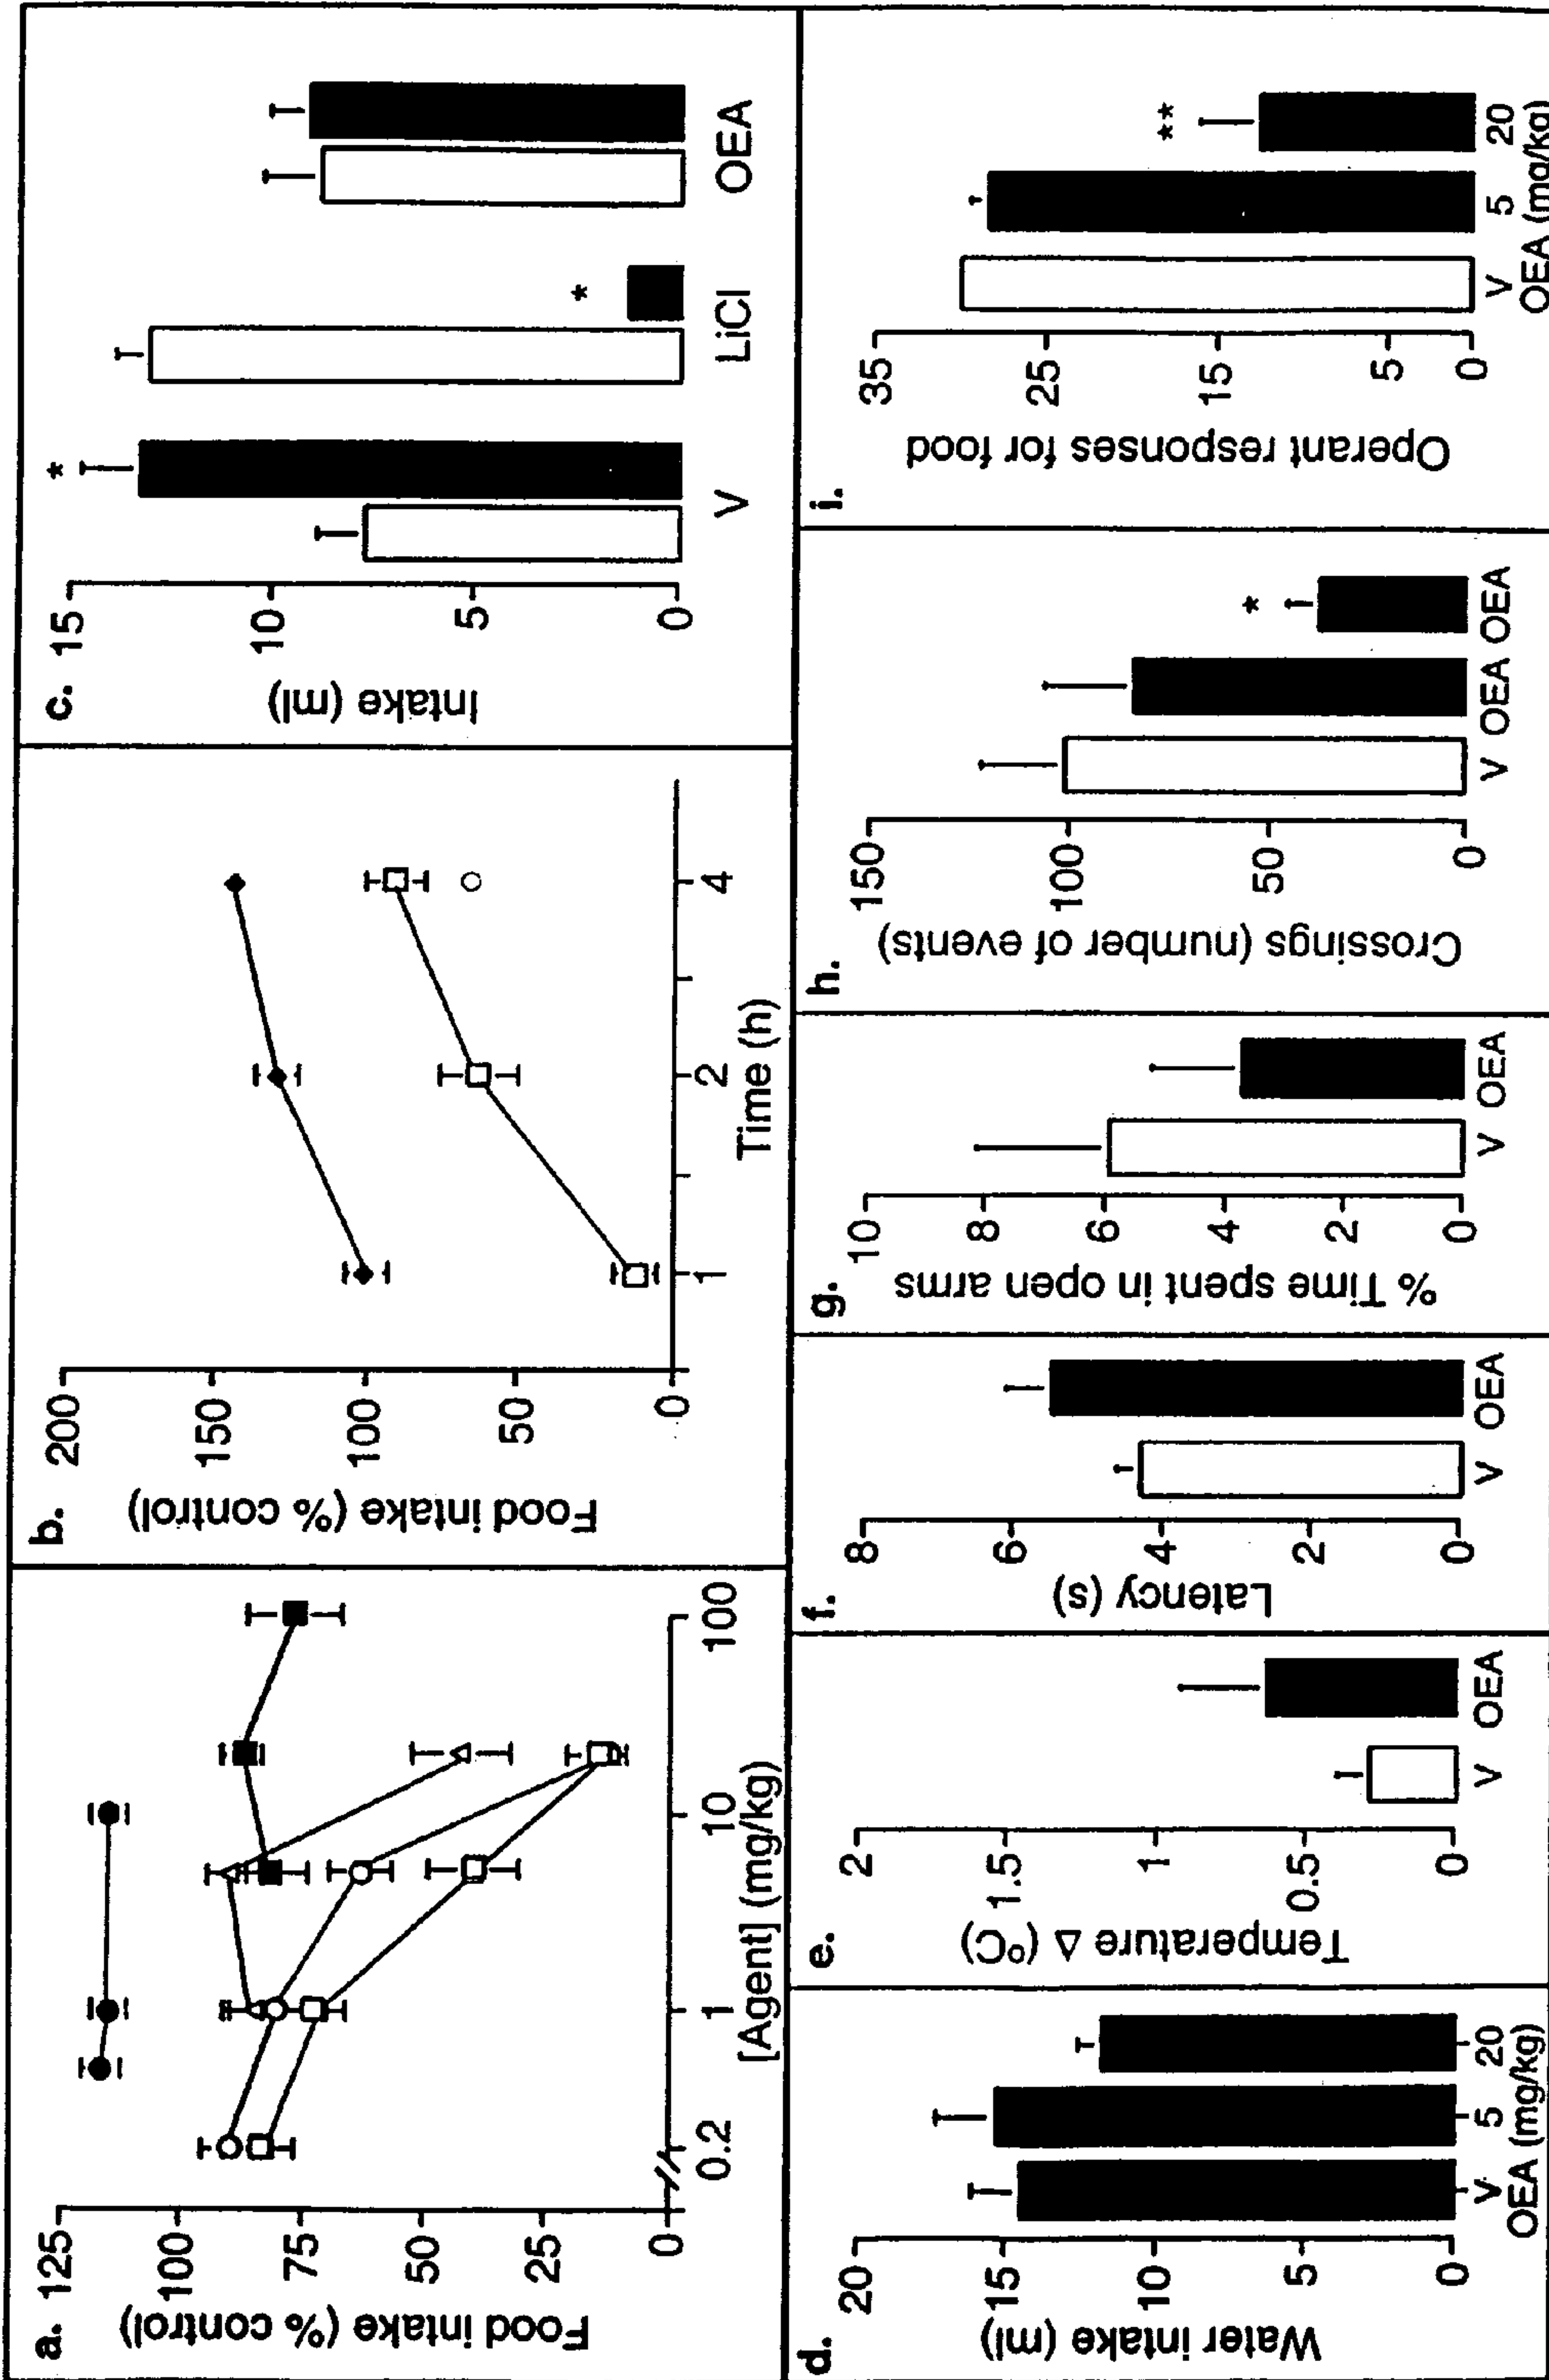 a.
Food intake (% control)
125
100
75
50
25
0
0.2 1 10 100
[Agent] (mg/kg)
b.
Food intake (% control)
200
150
100
50
0
1 2 4
Time (h)
c.
Intake (ml)
15
10
5
0
*
*
V LiCl OEA
d.
Water intake (ml)
20
15
10
5
0
V 5 20
OEA (mg/kg)
e.
Temperature Δ (ºC)
2
1.5
1
0.5
0
V OEA
f.
Latency (s)
8
6
4
2
0
V OEA
g.
% Time spent in open arms
10
8
6
4
2
0
V OEA
h.
Crossings (number of events)
150
100
50
0
*
V OEA OEA
i.
Operant responses for food
35
25
15
5
0
**
V 5 20
OEA (mg/kg)